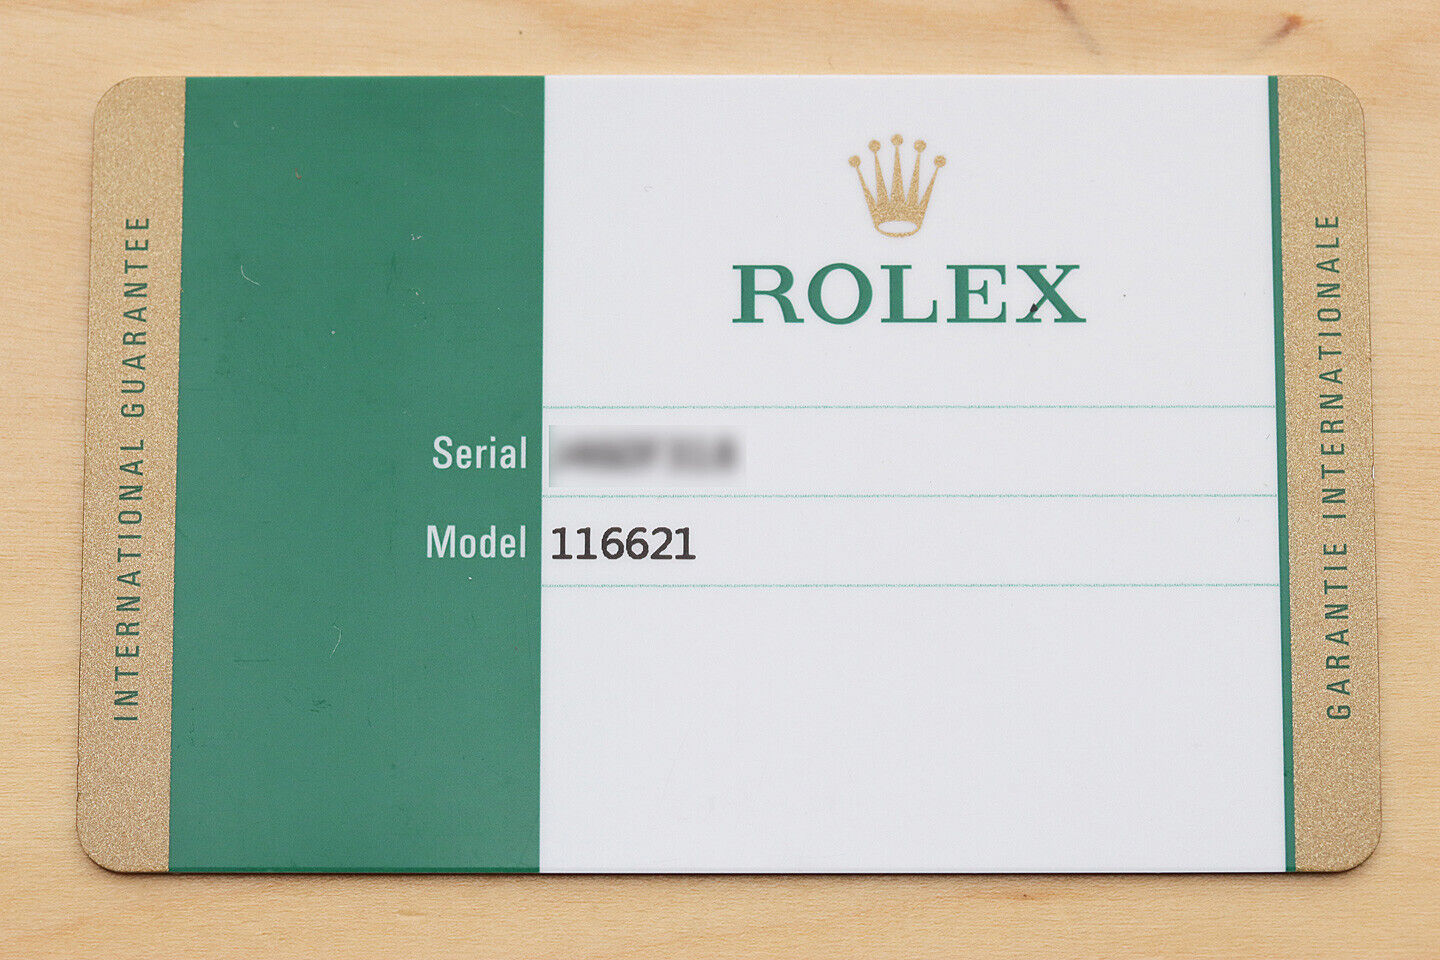 INTERNATIONAL GUARANTEE
ROLEX
Serial
Model 116621
GARANTIE INTERNATIONALE